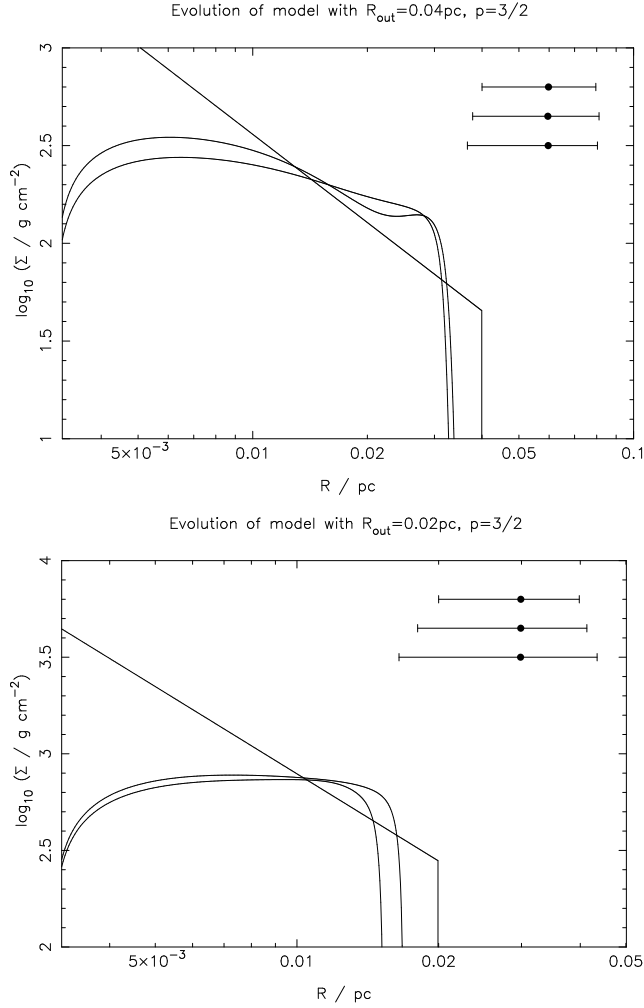 Evolution of model with R_out=0.04pc, p=3/2
3
2.5
2
1.5
1
log₁₀ (Σ / g cm⁻²)
5×10⁻³ 0.01 0.02 0.05 0.1
R / pc
Evolution of model with R_out=0.02pc, p=3/2
4
3.5
3
2.5
2
log₁₀ (Σ / g cm⁻²)
5×10⁻³ 0.01 0.02 0.05
R / pc